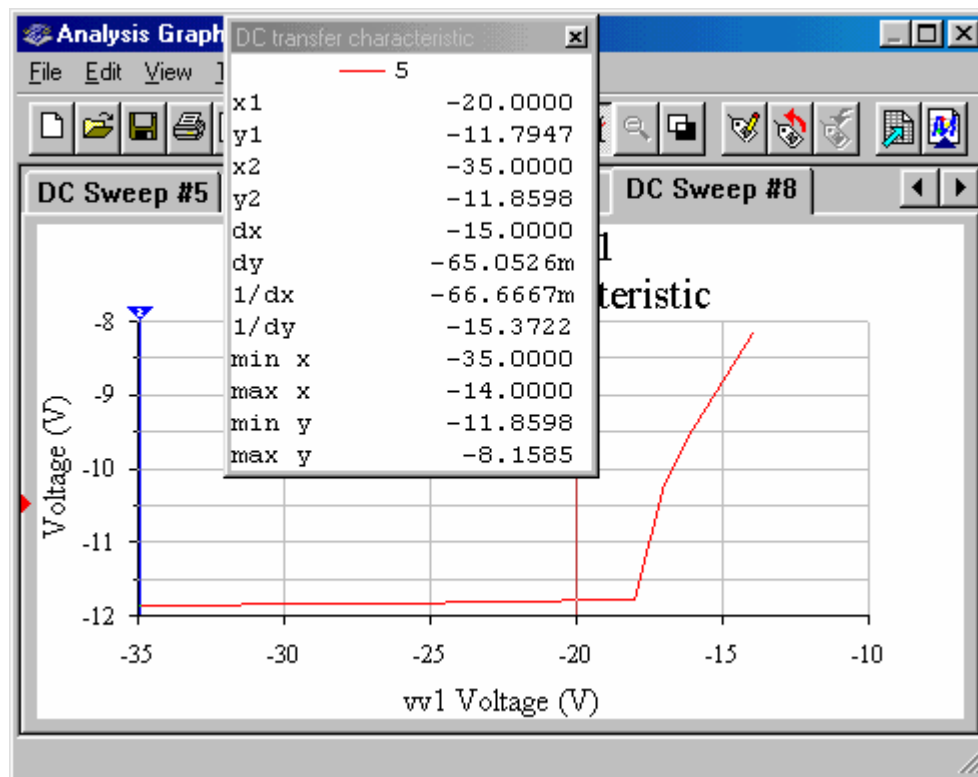 Analysis Graph
DC transfer characteristic
File Edit View
5
x1 -20.0000
y1 -11.7947
x2 -35.0000
y2 -11.8598
dx -15.0000
dy -65.0526m
1/dx -66.6667m
1/dy -15.3722
min x -35.0000
max x -14.0000
min y -11.8598
max y -8.1585
DC Sweep #5
DC Sweep #8
1
teristic
Voltage (V)
-8
-9
-10
-11
-12
-35 -30 -25 -20 -15 -10
vv1 Voltage (V)